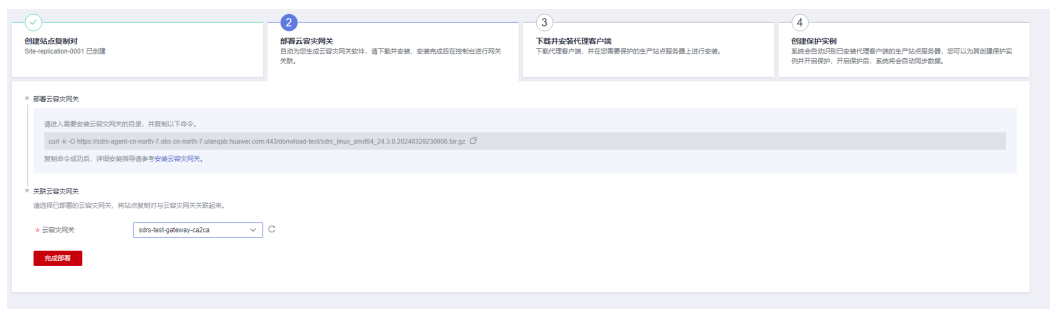 2
3
4
创建站点复制对
Site-replication-0001 已创建
部署云容灾网关
自动为您生成云容灾网关软件，请下载并安装，安装完成后在控制台进行网关
关联。
下载并安装代理客户端
下载代理客户端，并在您需要保护的生产站点服务器上进行安装。
创建保护实例
系统会自动识别已安装代理客户端的生产站点服务器，您可以为其创建保护实
例并开启保护，开启保护后，系统将会自动同步数据。
部署云容灾网关
请进入需要安装云容灾网关的目录，并复制以下命令。
curl -k -O https://sdrs-agent-cn-north-7.obs.cn-north-7.ulanqab.huawei.com:443/donwload-test/sdrs_linux_amd64_24.3.0.20240329230906.tar.gz
复制命令成功后，详细安装指导请参考安装云容灾网关。
关联云容灾网关
请选择已部署的云容灾网关，将站点复制对与云容灾网关关联起来。
* 云容灾网关
sdrs-test-gateway-ca2ca
完成部署